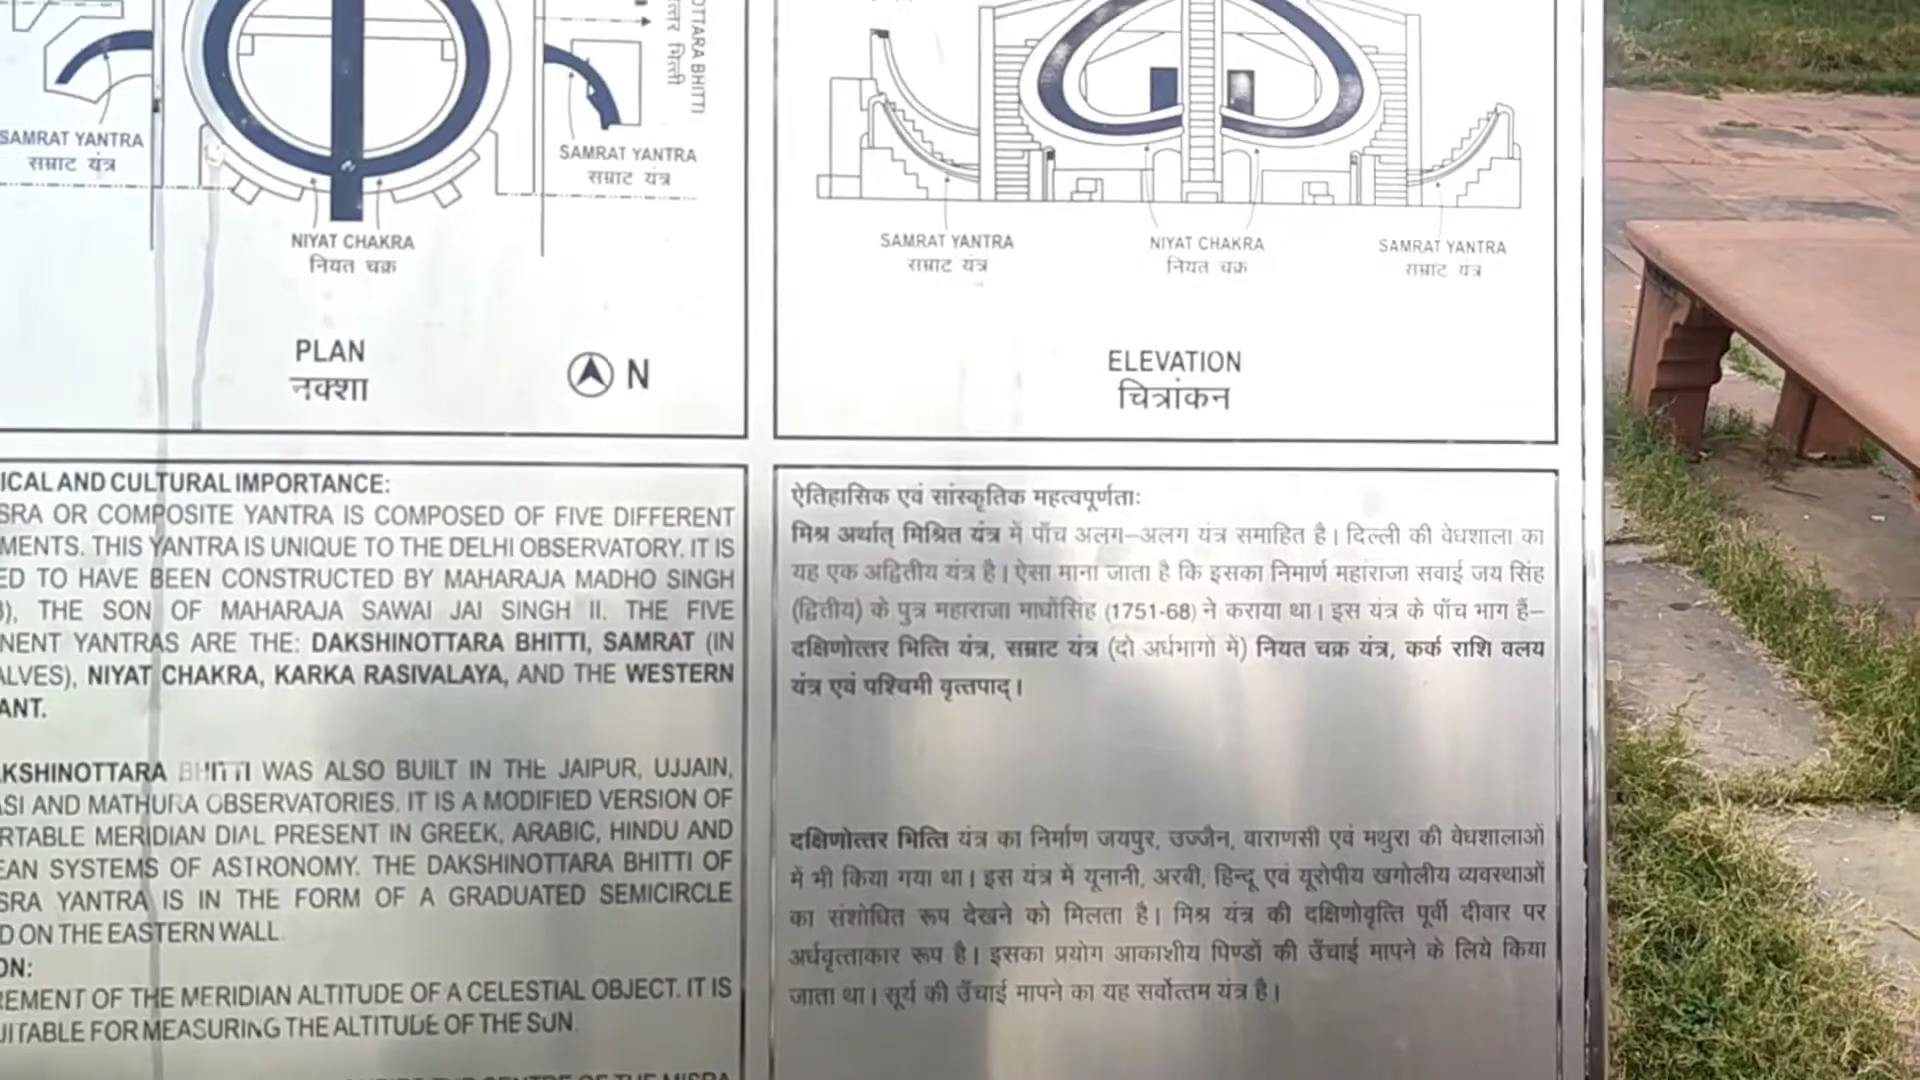 OTTARA BHITTI
त्तर भित्ती
SAMRAT YANTRA
सम्राट यंत्र
SAMRAT YANTRA
सम्राट यंत्र
NIYAT CHAKRA
नियत चक्र
PLAN
नक्शा
N
SAMRAT YANTRA
सम्राट यंत्र
NIYAT CHAKRA
नियत चक्र
SAMRAT YANTRA
सम्राट यंत्र
ELEVATION
चित्रांकन
ICAL AND CULTURAL IMPORTANCE:
SRA OR COMPOSITE YANTRA IS COMPOSED OF FIVE DIFFERENT
MENTS. THIS YANTRA IS UNIQUE TO THE DELHI OBSERVATORY. IT IS
ED TO HAVE BEEN CONSTRUCTED BY MAHARAJA MADHO SINGH
), THE SON OF MAHARAJA SAWAI JAI SINGH II. THE FIVE
NENT YANTRAS ARE THE: DAKSHINOTTARA BHITTI, SAMRAT (IN
ALVES), NIYAT CHAKRA, KARKA RASIVALAYA, AND THE WESTERN
ANT.
KSHINOTTARA BHITTI WAS ALSO BUILT IN THE JAIPUR, UJJAIN,
ASI AND MATHURA OBSERVATORIES. IT IS A MODIFIED VERSION OF
RTABLE MERIDIAN DIAL PRESENT IN GREEK, ARABIC, HINDU AND
EAN SYSTEMS OF ASTRONOMY. THE DAKSHINOTTARA BHITTI OF
SRA YANTRA IS IN THE FORM OF A GRADUATED SEMICIRCLE
D ON THE EASTERN WALL.
ON:
REMENT OF THE MERIDIAN ALTITUDE OF A CELESTIAL OBJECT. IT IS
UITABLE FOR MEASURING THE ALTITUDE OF THE SUN.
ऐतिहासिक एवं सांस्कृतिक महत्वपूर्णताः
मिश्र अर्थात् मिश्रित यंत्र में पाँच अलग–अलग यंत्र समाहित है। दिल्ली की वेधशाला का
यह एक अद्वितीय यंत्र है। ऐसा माना जाता है कि इसका निमार्ण महांराजा सवाई जय सिंह
(द्वितीय) के पुत्र महाराजा माधोंसिंह (1751-68) ने कराया था। इस यंत्र के पाँच भाग हैं–
दक्षिणोत्तर भित्ति यंत्र, सम्राट यंत्र (दो अर्धभागों में) नियत चक्र यंत्र, कर्क राशि वलय
यंत्र एवं पश्चिमी वृत्तपाद्।
दक्षिणोत्तर भित्ति यंत्र का निर्माण जयपुर, उज्जैन, वाराणसी एवं मथुरा की वेधशालाओं
में भी किया गया था। इस यंत्र में यूनानी, अरबी, हिन्दू एवं यूरोपीय खगोलीय व्यवस्थाओं
का संशोधित रूप देखने को मिलता है। मिश्र यंत्र की दक्षिणोवृत्ति पूर्वी दीवार पर
अर्धवृत्ताकार रूप है। इसका प्रयोग आकाशीय पिण्डों की उँचाई मापने के लिये किया
जाता था। सूर्य की उँचाई मापने का यह सर्वोत्तम यंत्र है।